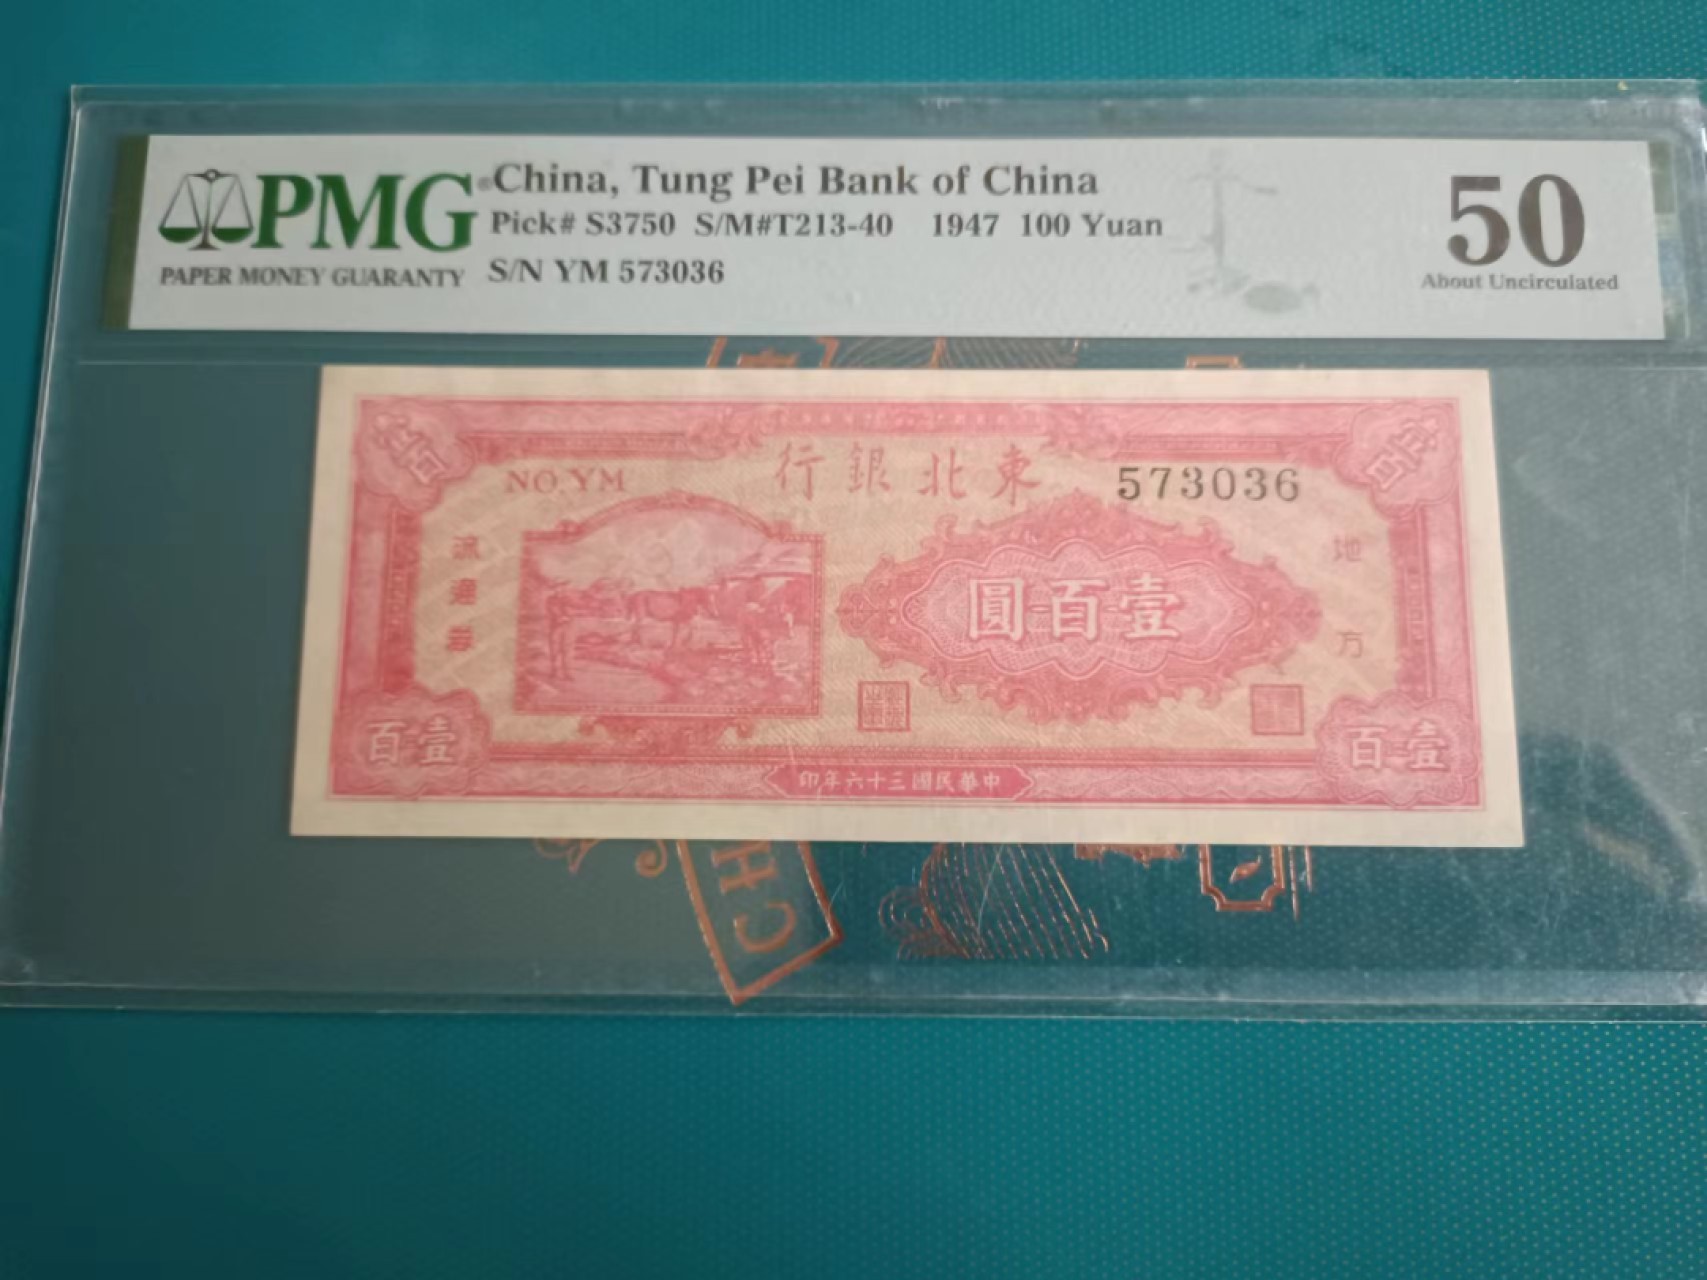 PMG
PAPER MONEY GUARANTY
China, Tung Pei Bank of China
Pick# S3750 S/M#T213-40 1947 100 Yuan
S/N YM 573036
50
About Uncirculated
行銀北東
NO. YM
573036
地方
流通券
圓百壹
百壹
百壹
印年六十三國民華中
CH